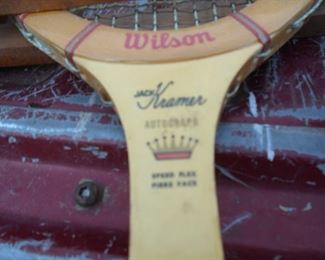 Wilson
JACK
Kramer
AUTOGRAPH
SPEED FLEX
FIBRE FACE